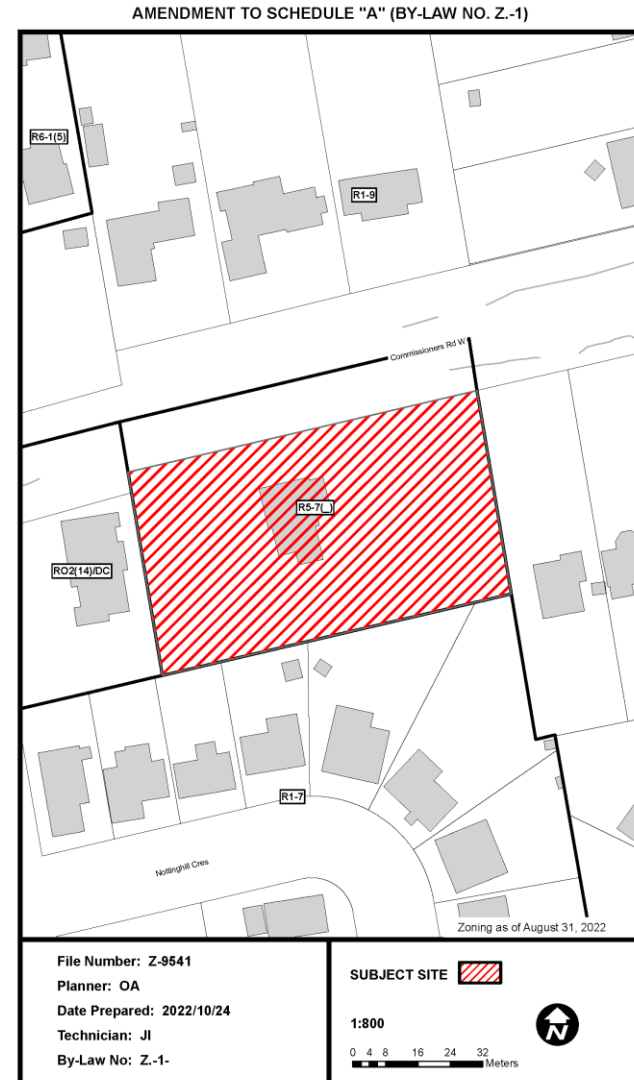 AMENDMENT TO SCHEDULE "A" (BY-LAW NO. Z.-1)
R6-1(5)
R1-9
Commissioners Rd W
R5-7(_)
RO2(14)/DC
R1-7
Nottinghill Cres
Zoning as of August 31, 2022
File Number: Z-9541
Planner: OA
Date Prepared: 2022/10/24
Technician: JI
By-Law No: Z.-1-
SUBJECT SITE
1:800
0 4 8 16 24 32
Meters
N